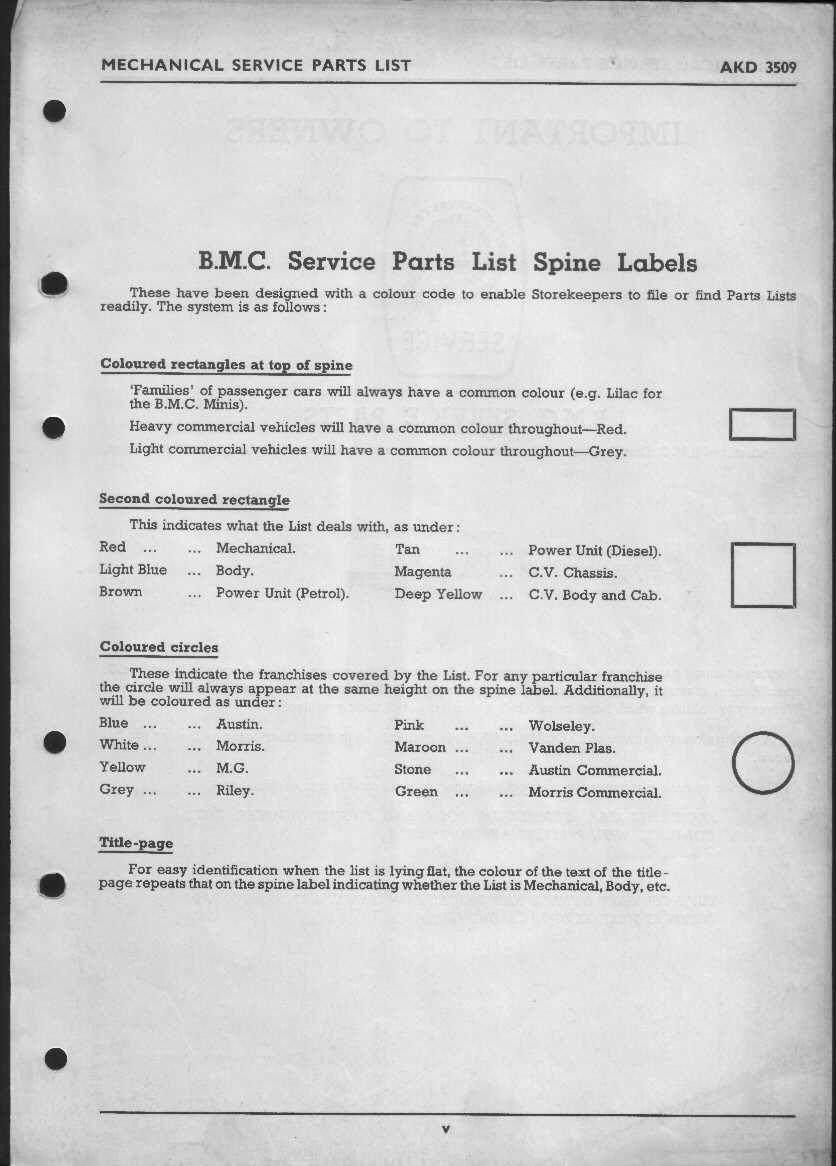 MECHANICAL SERVICE PARTS LIST AKD 3509
IMPORTANT TO OWNERS
SERVICE
B.M.C. Service Parts List Spine Labels
These have been designed with a colour code to enable Storekeepers to file or find Parts Lists
readily. The system is as follows:
Coloured rectangles at top of spine
'Families' of passenger cars will always have a common colour (e.g. Lilac for
the B.M.C. Minis).
Heavy commercial vehicles will have a common colour throughout—Red.
Light commercial vehicles will have a common colour throughout—Grey.
Second coloured rectangle
This indicates what the List deals with, as under:
Red ... ... Mechanical. Tan ... ... Power Unit (Diesel).
Light Blue ... Body. Magenta ... C.V. Chassis.
Brown ... Power Unit (Petrol). Deep Yellow ... C.V. Body and Cab.
Coloured circles
These indicate the franchises covered by the List. For any particular franchise
the circle will always appear at the same height on the spine label. Additionally, it
will be coloured as under:
Blue ... ... Austin. Pink ... ... Wolseley.
White ... ... Morris. Maroon ... ... Vanden Plas.
Yellow ... M.G. Stone ... ... Austin Commercial.
Grey ... ... Riley. Green ... ... Morris Commercial.
Title-page
For easy identification when the list is lying flat, the colour of the text of the title-
page repeats that on the spine label indicating whether the List is Mechanical, Body, etc.
v